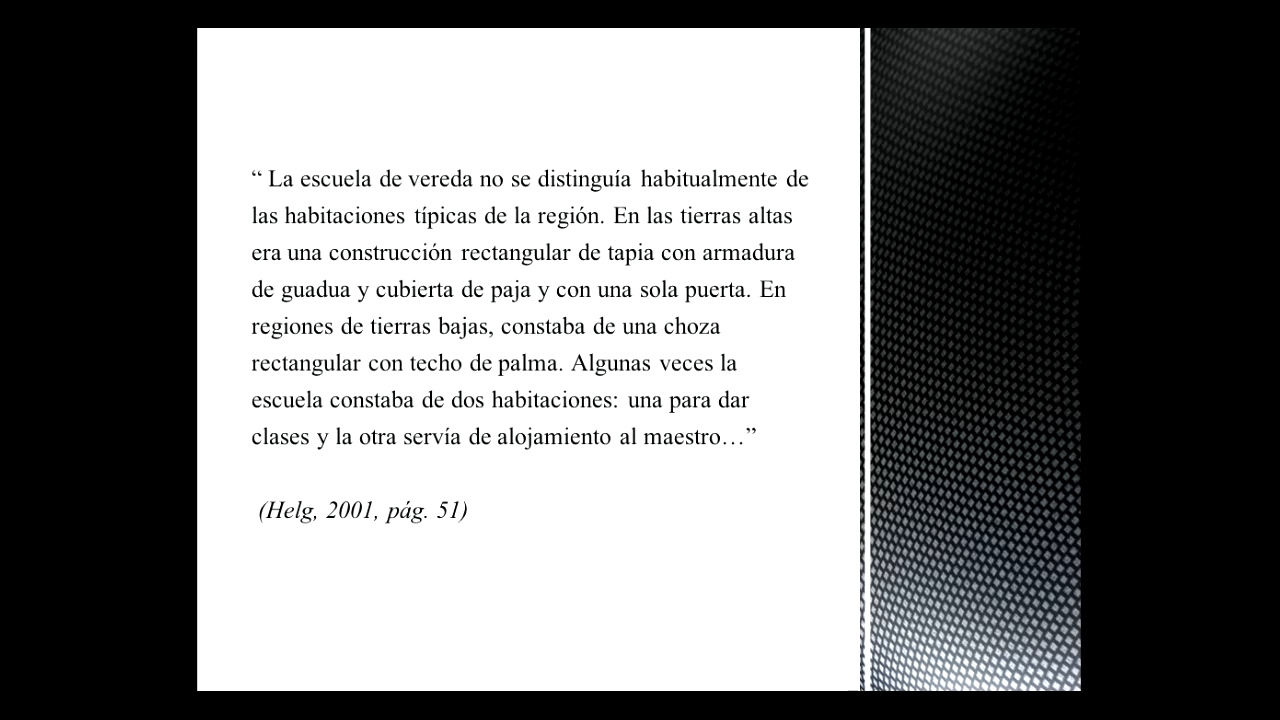 “ La escuela de vereda no se distinguía habitualmente de
las habitaciones típicas de la región. En las tierras altas
era una construcción rectangular de tapia con armadura
de guadua y cubierta de paja y con una sola puerta. En
regiones de tierras bajas, constaba de una choza
rectangular con techo de palma. Algunas veces la
escuela constaba de dos habitaciones: una para dar
clases y la otra servía de alojamiento al maestro…”
(Helg, 2001, pág. 51)